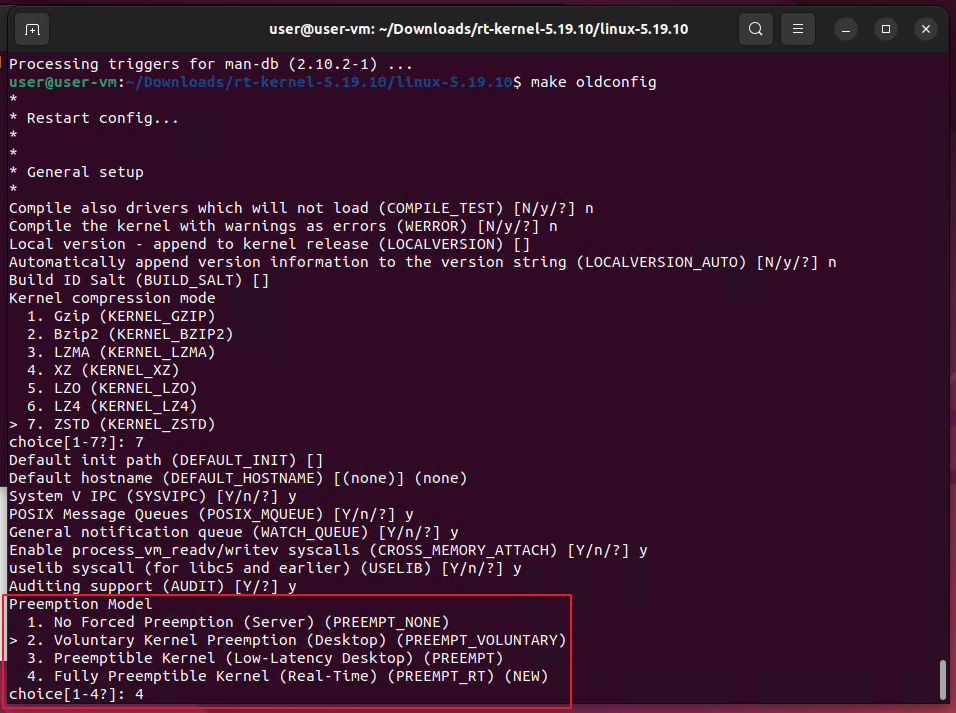 user@user-vm: ~/Downloads/rt-kernel-5.19.10/linux-5.19.10
Processing triggers for man-db (2.10.2-1) ...
user@user-vm:~/Downloads/rt-kernel-5.19.10/linux-5.19.10$ make oldconfig
*
* Restart config...
*
*
* General setup
*
Compile also drivers which will not load (COMPILE_TEST) [N/y/?] n
Compile the kernel with warnings as errors (WERROR) [N/y/?] n
Local version - append to kernel release (LOCALVERSION) []
Automatically append version information to the version string (LOCALVERSION_AUTO) [N/y/?] n
Build ID Salt (BUILD_SALT) []
Kernel compression mode
  1. Gzip (KERNEL_GZIP)
  2. Bzip2 (KERNEL_BZIP2)
  3. LZMA (KERNEL_LZMA)
  4. XZ (KERNEL_XZ)
  5. LZO (KERNEL_LZO)
  6. LZ4 (KERNEL_LZ4)
> 7. ZSTD (KERNEL_ZSTD)
choice[1-7?]: 7
Default init path (DEFAULT_INIT) []
Default hostname (DEFAULT_HOSTNAME) [(none)] (none)
System V IPC (SYSVIPC) [Y/n/?] y
POSIX Message Queues (POSIX_MQUEUE) [Y/n/?] y
General notification queue (WATCH_QUEUE) [Y/n/?] y
Enable process_vm_readv/writev syscalls (CROSS_MEMORY_ATTACH) [Y/n/?] y
uselib syscall (for libc5 and earlier) (USELIB) [Y/n/?] y
Auditing support (AUDIT) [Y/?] y
Preemption Model
  1. No Forced Preemption (Server) (PREEMPT_NONE)
> 2. Voluntary Kernel Preemption (Desktop) (PREEMPT_VOLUNTARY)
  3. Preemptible Kernel (Low-Latency Desktop) (PREEMPT)
  4. Fully Preemptible Kernel (Real-Time) (PREEMPT_RT) (NEW)
choice[1-4?]: 4